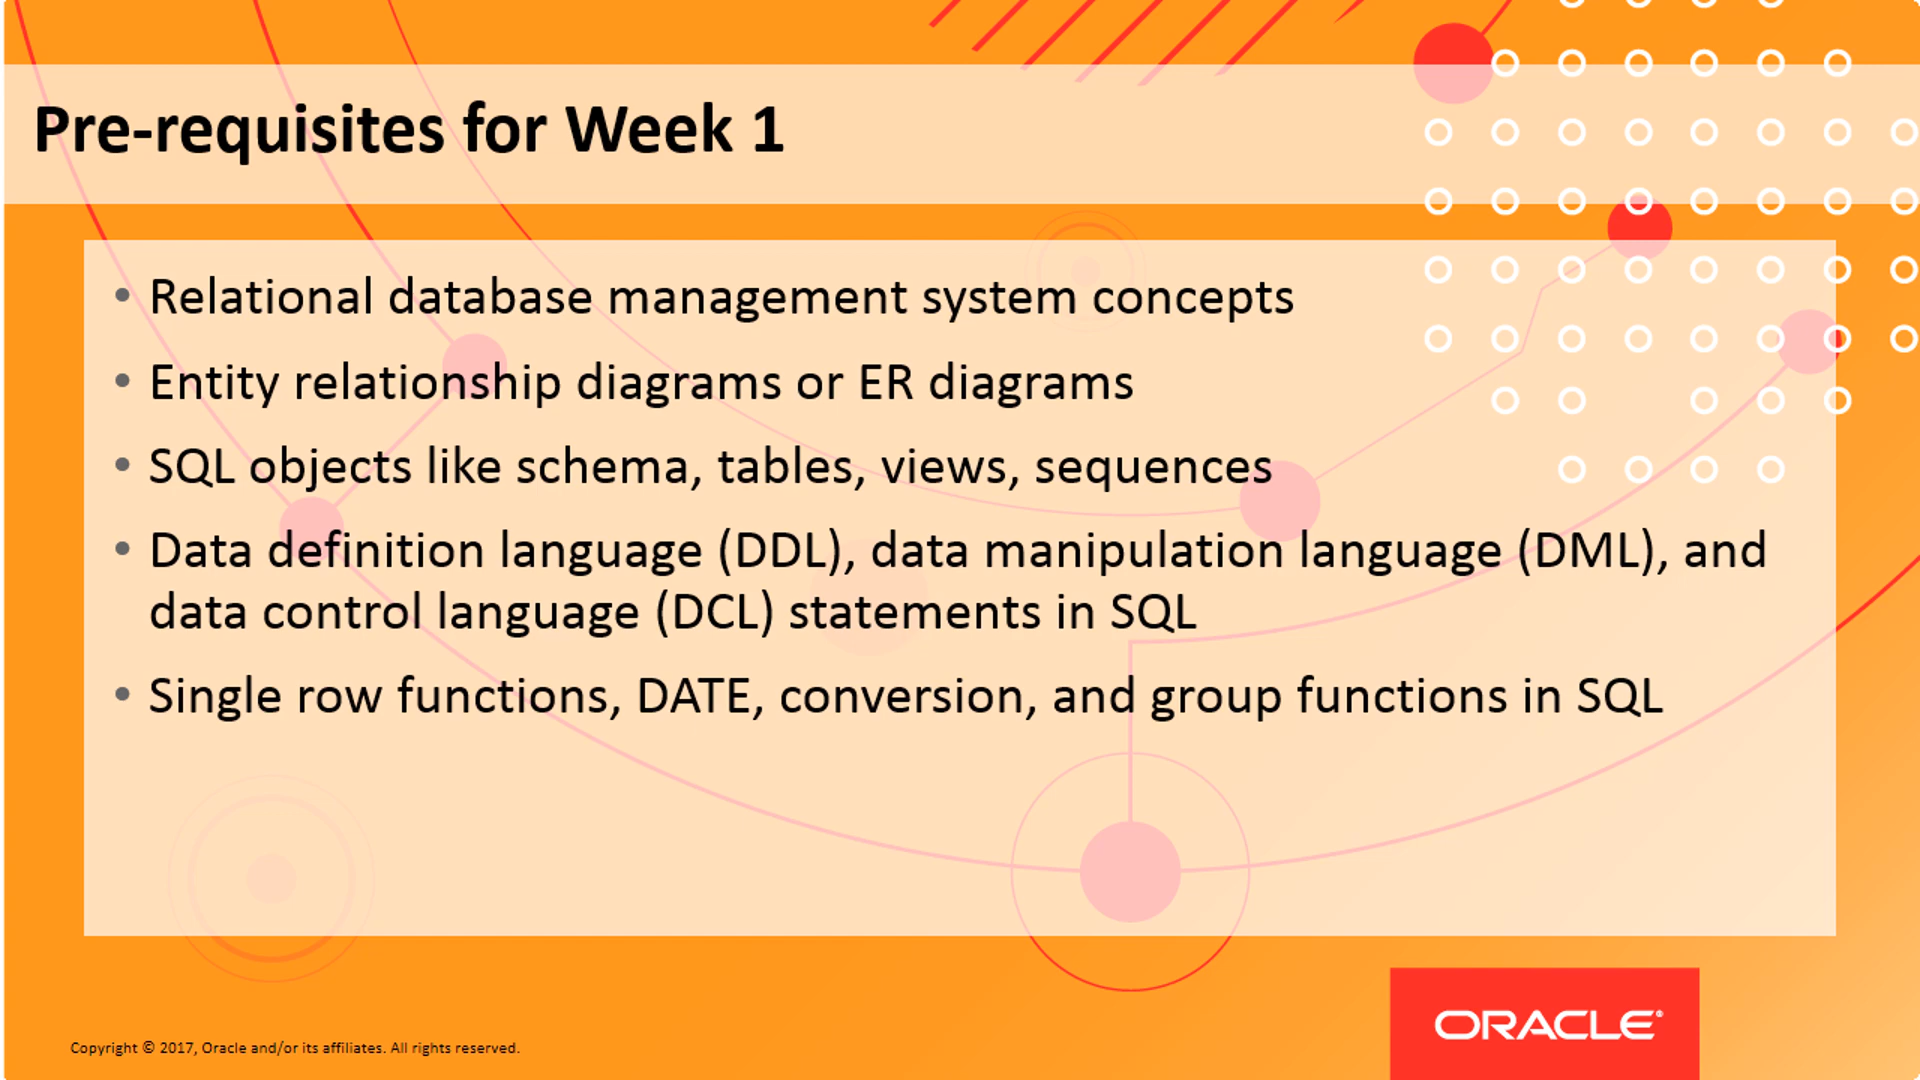 Pre-requisites for Week 1
• Relational database management system concepts
• Entity relationship diagrams or ER diagrams
• SQL objects like schema, tables, views, sequences
• Data definition language (DDL), data manipulation language (DML), and
data control language (DCL) statements in SQL
• Single row functions, DATE, conversion, and group functions in SQL
ORACLE®
Copyright © 2017, Oracle and/or its affiliates. All rights reserved.